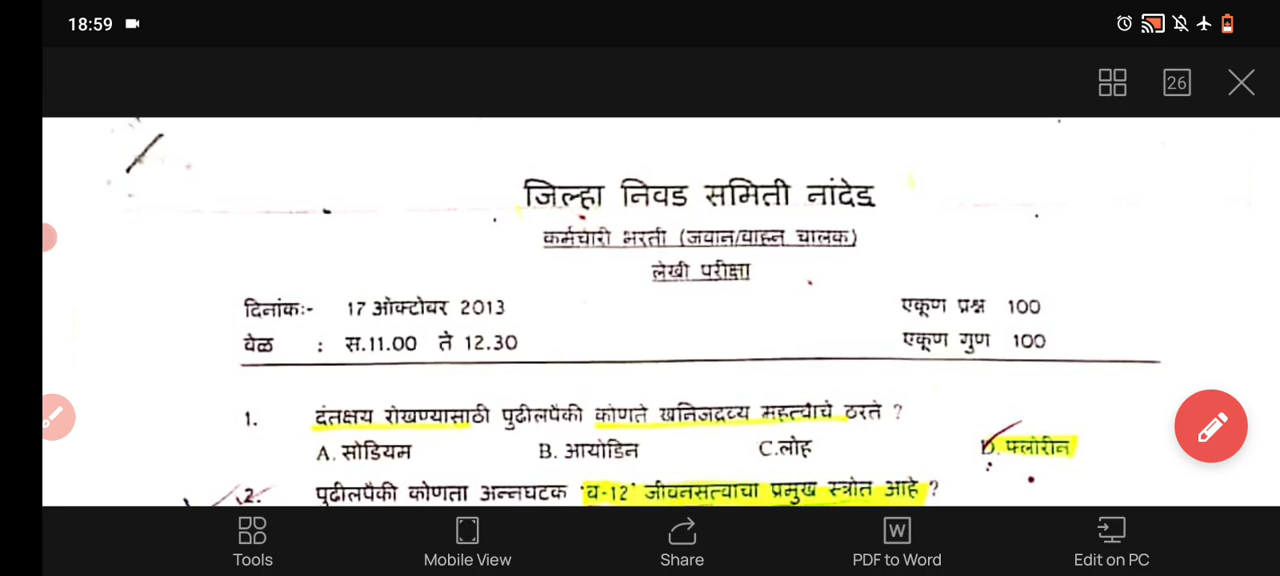 18:59
26
जिल्हा निवड समिती नांदेड
कर्मचारी भरती (जवान/वाहन चालक)
लेखी परीक्षा
दिनांकः- 17 ऑक्टोबर 2013 एकूण प्रश्न 100
वेळ : स.11.00 ते 12.30 एकूण गुण 100
1. दंतक्षय रोखण्यासाठी पुढीलपैकी कोणते खनिजद्रव्य महत्वाचे ठरते ?
A. सोडियम B. आयोडिन C.लोह D. फ्लोरीन
2. पुढीलपैकी कोणता अन्नघटक 'ब-12' जीवनसत्वाचा प्रमुख स्त्रोत आहे ?
Tools Mobile View Share PDF to Word Edit on PC